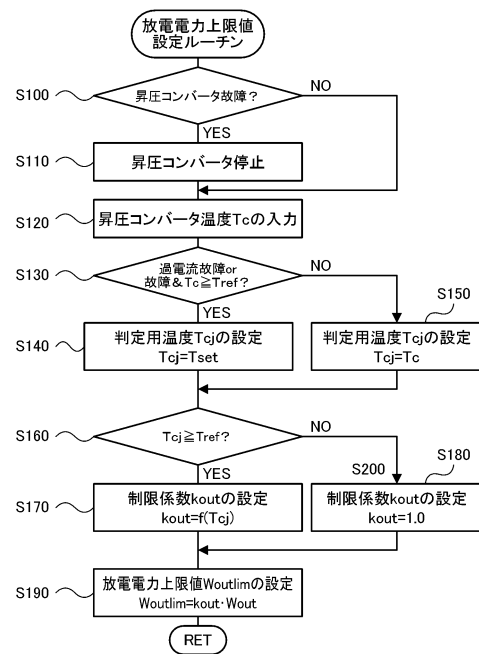 放電電力上限値
設定ルーチン
S100
昇圧コンバータ故障？
NO
YES
S110
昇圧コンバータ停止
S120
昇圧コンバータ温度Tcの入力
S130
過電流故障or
故障&Tc≧Tref？
NO
YES
S140
判定用温度Tcjの設定
Tcj=Tset
S150
判定用温度Tcjの設定
Tcj=Tc
S160
Tcj≧Tref？
NO
YES
S170
制限係数koutの設定
kout=f(Tcj)
S200
S180
制限係数koutの設定
kout=1.0
S190
放電電力上限値Woutlimの設定
Woutlim=kout·Wout
RET